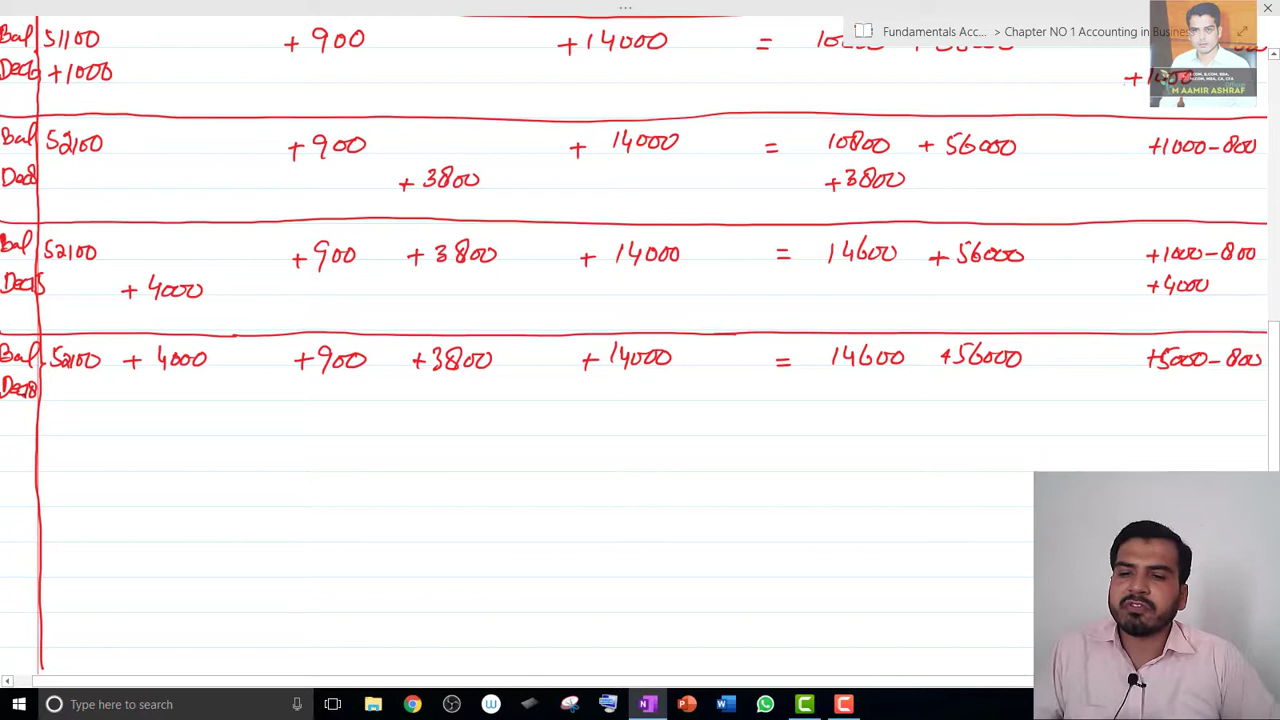 Fundamentals Acc... > Chapter NO 1 Accounting in Busine
M AAMIR ASHRAF
Bal 51100 +900 +14000 =
Dec6 +1000 +1000
Bal 52100 +900 + 14000 = 10800 + 56000 +1000-800
Dec8 + 3800 +3800
Bal 52100 +900 + 3800 + 14000 = 14600 +56000 +1000-800
Dec15 + 4000 +4000
Bal 52100 + 4000 +900 +3800 +14000 = 14600 +56000 +5000-800
Type here to search